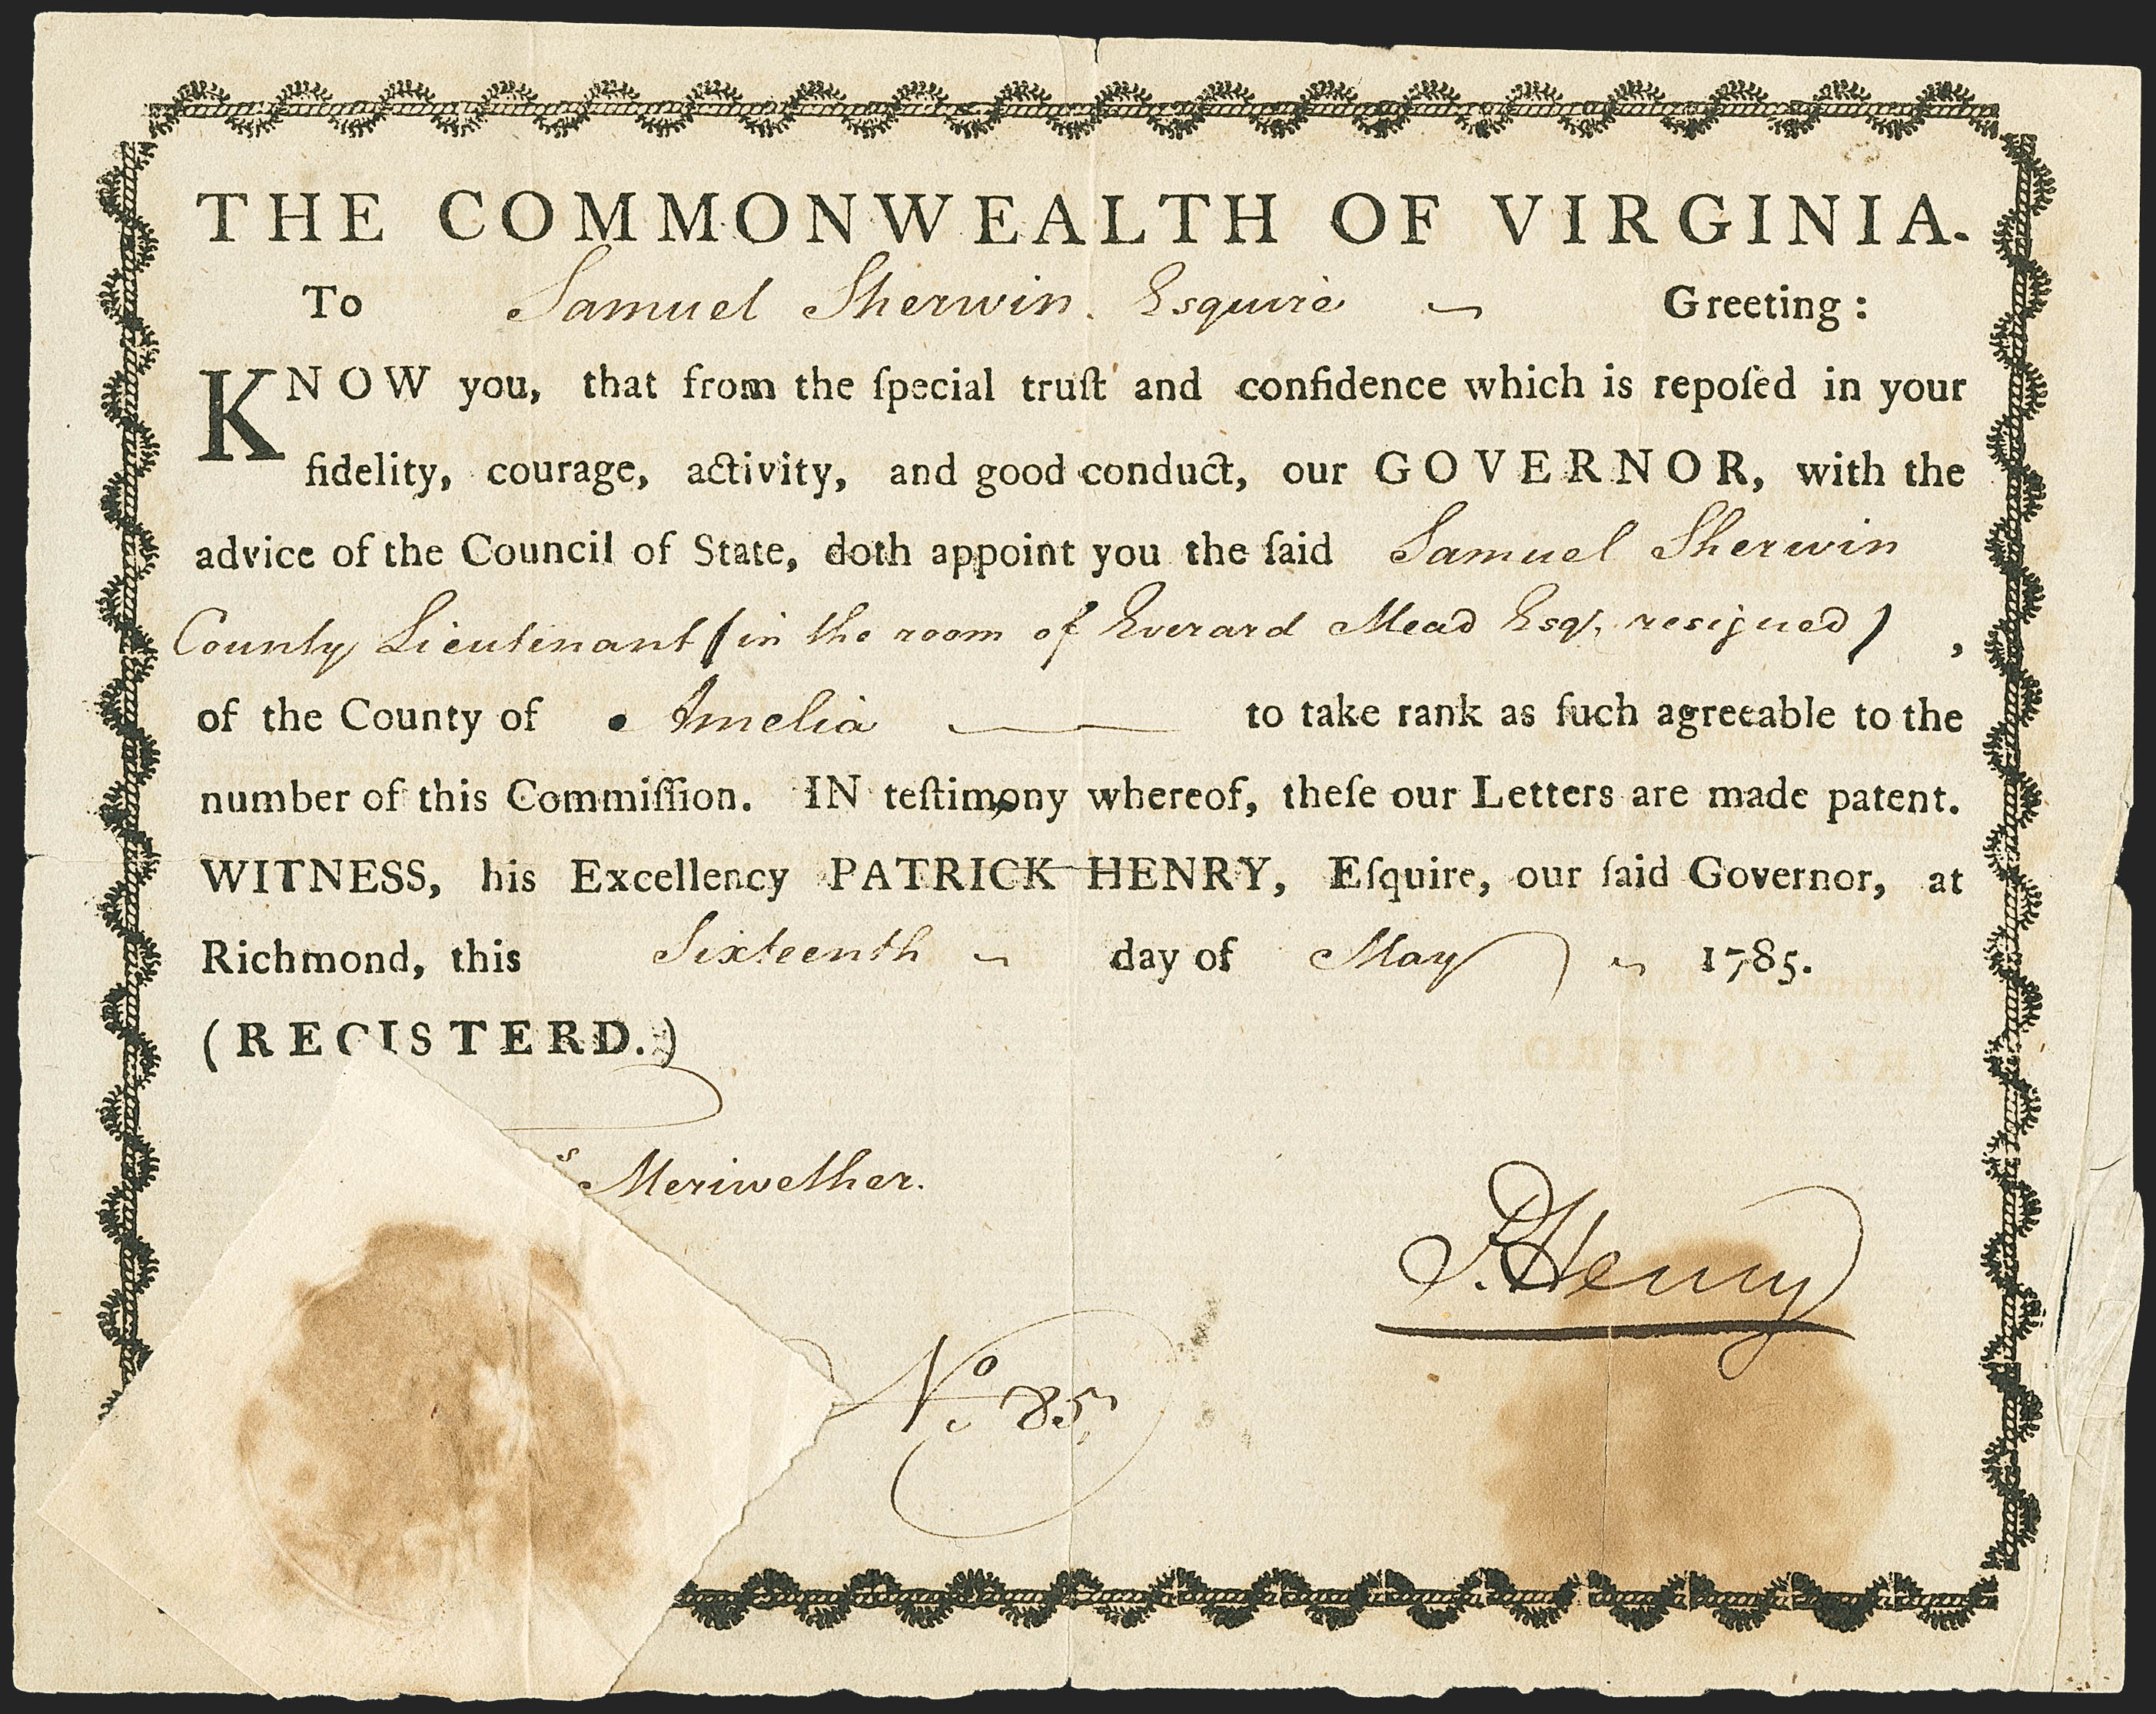 THE COMMONWEALTH OF VIRGINIA.
To Samuel Sherwin. Esquire Greeting:
KNOW you, that from the ſpecial truſt and confidence which is repoſed in your
fidelity, courage, activity, and good conduct, our GOVERNOR, with the
advice of the Council of State, doth appoint you the ſaid Samuel Sherwin
County Lieutenant (in the room of Everard Mead Esqr. resigned) ,
of the County of Amelia to take rank as ſuch agreeable to the
number of this Commiſſion. IN teſtimony whereof, theſe our Letters are made patent.
WITNESS, his Excellency PATRICK HENRY, Eſquire, our ſaid Governor, at
Richmond, this Sixteenth day of May 1785.
(REGISTERD.)
s Meriwether.
P. Henry
No. 85